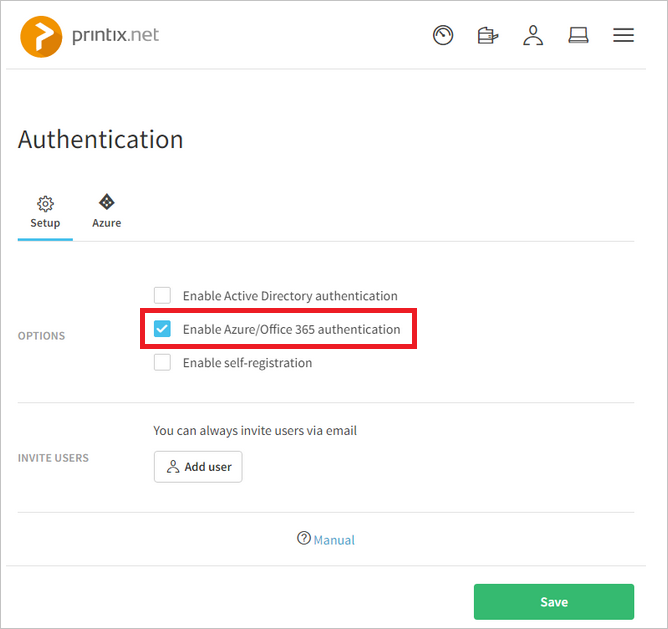 printix.net
Authentication
Setup
Azure
Enable Active Directory authentication
OPTIONS
Enable Azure/Office 365 authentication
Enable self-registration
You can always invite users via email
INVITE USERS
Add user
Manual
Save